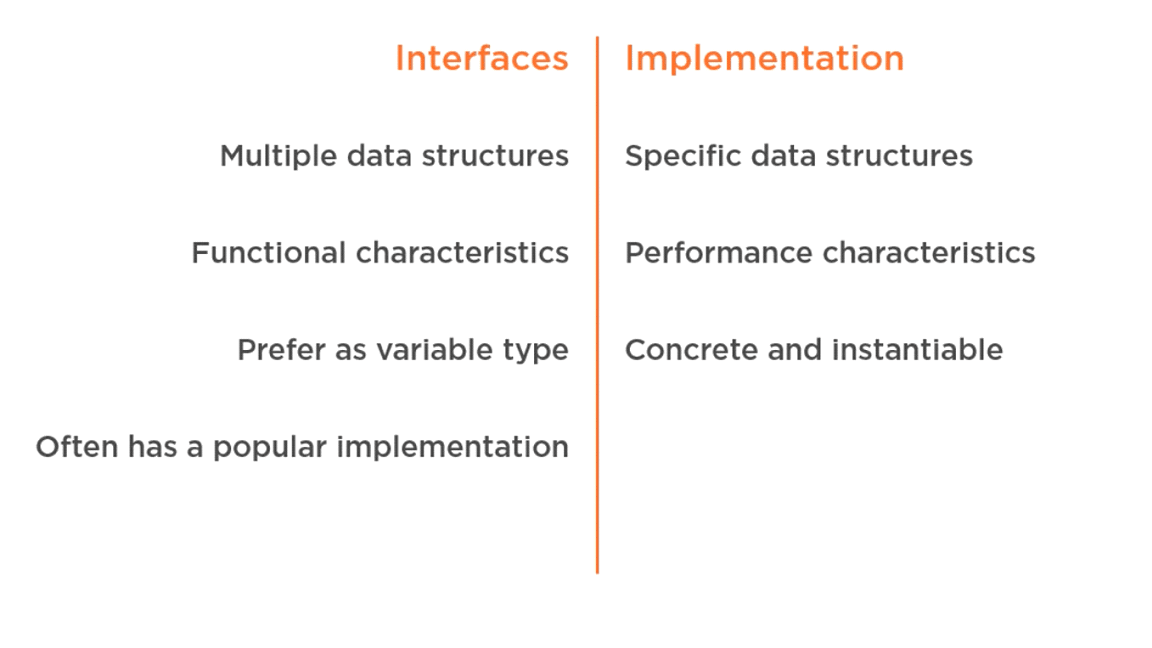 Interfaces
Implementation
Multiple data structures
Specific data structures
Functional characteristics
Performance characteristics
Prefer as variable type
Concrete and instantiable
Often has a popular implementation